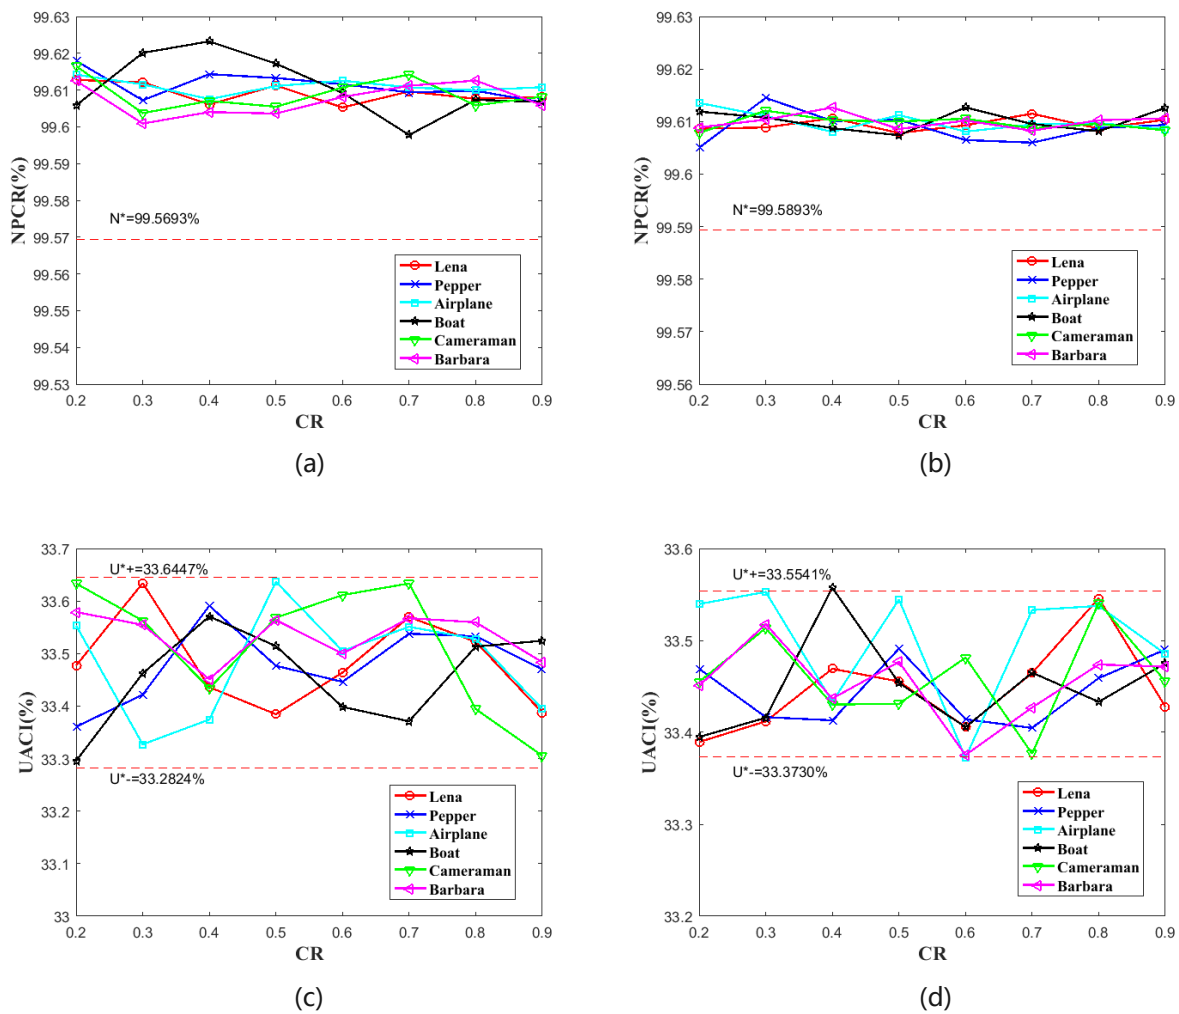 99.63
99.62
99.61
99.6
99.59
99.58
99.57
99.56
99.55
99.54
99.53
NPCR(%)
N*=99.5693%
Lena
Pepper
Airplane
Boat
Cameraman
Barbara
0.2 0.3 0.4 0.5 0.6 0.7 0.8 0.9
CR
(a)
99.63
99.62
99.61
99.6
99.59
99.58
99.57
99.56
NPCR(%)
N*=99.5893%
Lena
Pepper
Airplane
Boat
Cameraman
Barbara
0.2 0.3 0.4 0.5 0.6 0.7 0.8 0.9
CR
(b)
33.7
33.6
33.5
33.4
33.3
33.2
33.1
33
UACI(%)
U*+=33.6447%
U*-=33.2824%
Lena
Pepper
Airplane
Boat
Cameraman
Barbara
0.2 0.3 0.4 0.5 0.6 0.7 0.8 0.9
CR
(c)
33.6
33.5
33.4
33.3
33.2
UACI(%)
U*+=33.5541%
U*-=33.3730%
Lena
Pepper
Airplane
Boat
Cameraman
Barbara
0.2 0.3 0.4 0.5 0.6 0.7 0.8 0.9
CR
(d)